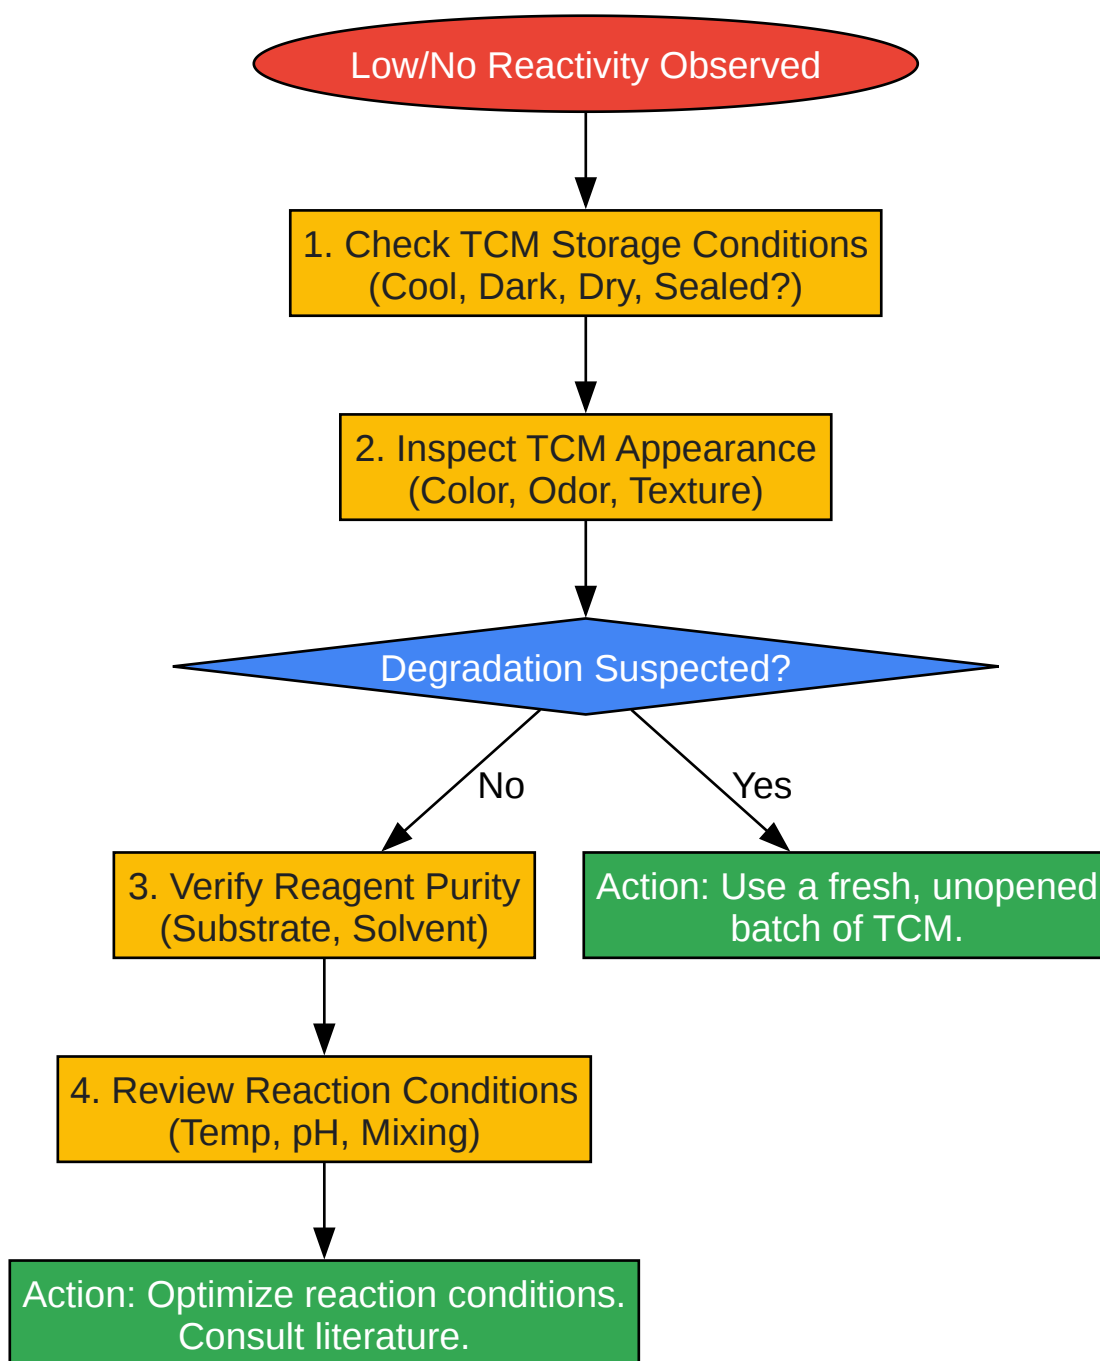 Low/No Reactivity Observed
1. Check TCM Storage Conditions
(Cool, Dark, Dry, Sealed?)
2. Inspect TCM Appearance
(Color, Odor, Texture)
Degradation Suspected?
No
Yes
3. Verify Reagent Purity
(Substrate, Solvent)
Action: Use a fresh, unopened
batch of TCM.
4. Review Reaction Conditions
(Temp, pH, Mixing)
Action: Optimize reaction conditions.
Consult literature.